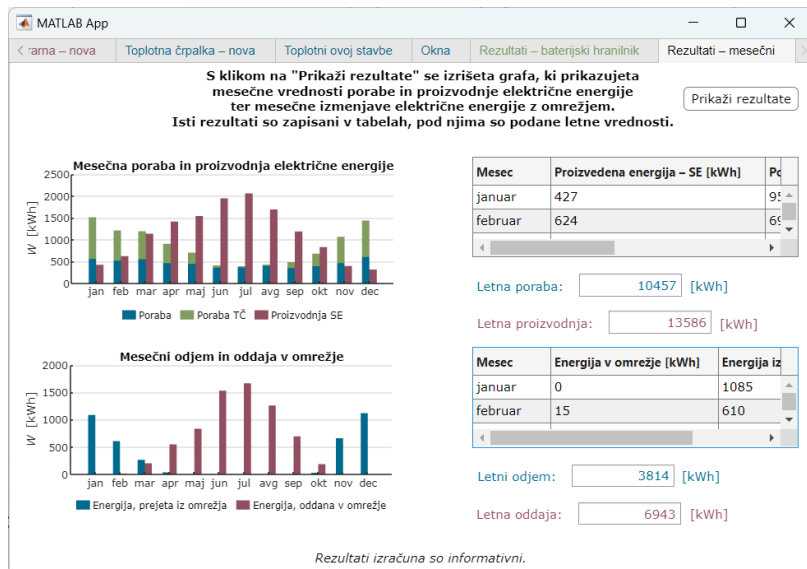 MATLAB App
rarna – nova
Toplotna črpalka – nova
Toplotni ovoj stavbe
Okna
Rezultati – baterijski hranilnik
Rezultati – mesečni
S klikom na "Prikaži rezultate" se izrišeta grafa, ki prikazujeta
mesečne vrednosti porabe in proizvodnje električne energije
ter mesečne izmenjave električne energije z omrežjem.
Isti rezultati so zapisani v tabelah, pod njima so podane letne vrednosti.
Prikaži rezultate
Mesečna poraba in proizvodnja električne energije
2500
2000
1500
1000
500
0
W [kWh]
jan feb mar apr maj jun jul avg sep okt nov dec
Poraba Poraba TČ Proizvodnja SE
Mesec Proizvedena energija – SE [kWh] Po
januar 427 95
februar 624 69
Letna poraba: 10457 [kWh]
Letna proizvodnja: 13586 [kWh]
Mesečni odjem in oddaja v omrežje
2000
1500
1000
500
0
W [kWh]
jan feb mar apr maj jun jul avg sep okt nov dec
Energija, prejeta iz omrežja Energija, oddana v omrežje
Mesec Energija v omrežje [kWh] Energija iz
januar 0 1085
februar 15 610
Letni odjem: 3814 [kWh]
Letna oddaja: 6943 [kWh]
Rezultati izračuna so informativni.